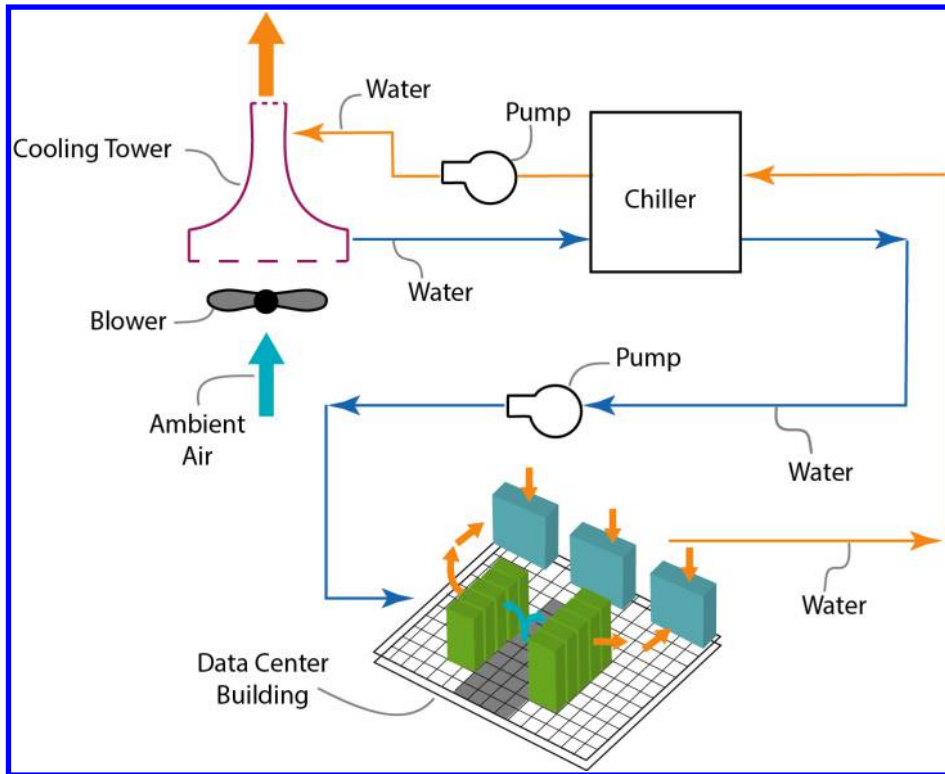 Water
Pump
Cooling Tower
Chiller
Water
Blower
Pump
Ambient
Air
Water
Water
Data Center
Building